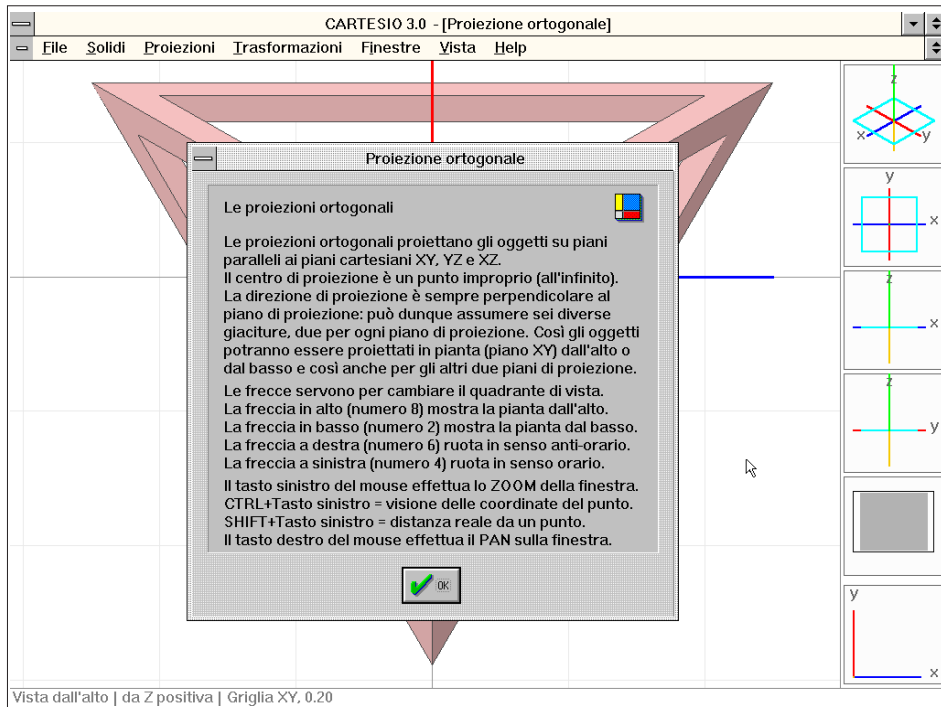 CARTESIO 3.0 - [Proiezione ortogonale]
File Solidi Proiezioni Trasformazioni Finestre Vista Help
Proiezione ortogonale
Le proiezioni ortogonali
Le proiezioni ortogonali proiettano gli oggetti su piani
paralleli ai piani cartesiani XY, YZ e XZ.
Il centro di proiezione è un punto improprio (all'infinito).
La direzione di proiezione è sempre perpendicolare al
piano di proiezione: può dunque assumere sei diverse
giaciture, due per ogni piano di proiezione. Così gli oggetti
potranno essere proiettati in pianta (piano XY) dall'alto o
dal basso e così anche per gli altri due piani di proiezione.
Le frecce servono per cambiare il quadrante di vista.
La freccia in alto (numero 8) mostra la pianta dall'alto.
La freccia in basso (numero 2) mostra la pianta dal basso.
La freccia a destra (numero 6) ruota in senso anti-orario.
La freccia a sinistra (numero 4) ruota in senso orario.
Il tasto sinistro del mouse effettua lo ZOOM della finestra.
CTRL+Tasto sinistro = visione delle coordinate del punto.
SHIFT+Tasto sinistro = distanza reale da un punto.
Il tasto destro del mouse effettua il PAN sulla finestra.
OK
z
x y
y
x
z
x
z
y
y
x
Vista dall'alto | da Z positiva | Griglia XY, 0.20